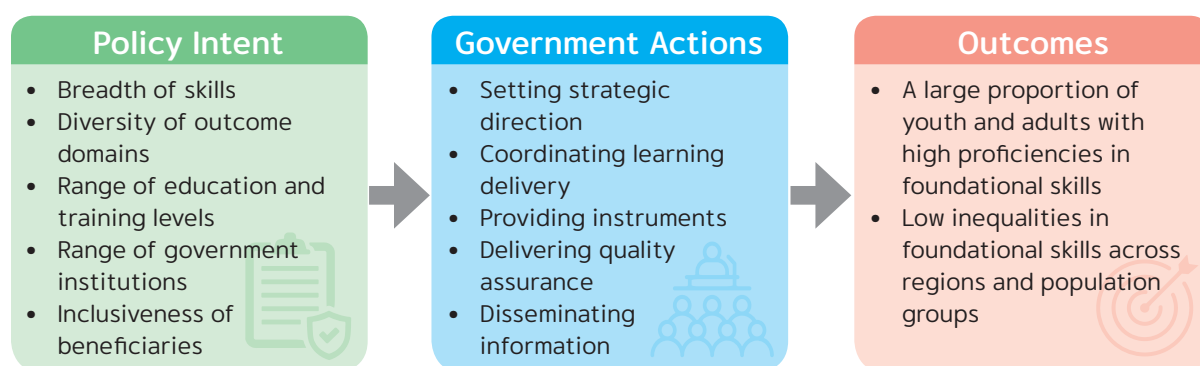 Policy Intent
• Breadth of skills
• Diversity of outcome
domains
• Range of education and
training levels
• Range of government
institutions
• Inclusiveness of
beneficiaries
Government Actions
• Setting strategic
direction
• Coordinating learning
delivery
• Providing instruments
• Delivering quality
assurance
• Disseminating
information
Outcomes
• A large proportion of
youth and adults with
high proficiencies in
foundational skills
• Low inequalities in
foundational skills across
regions and population
groups